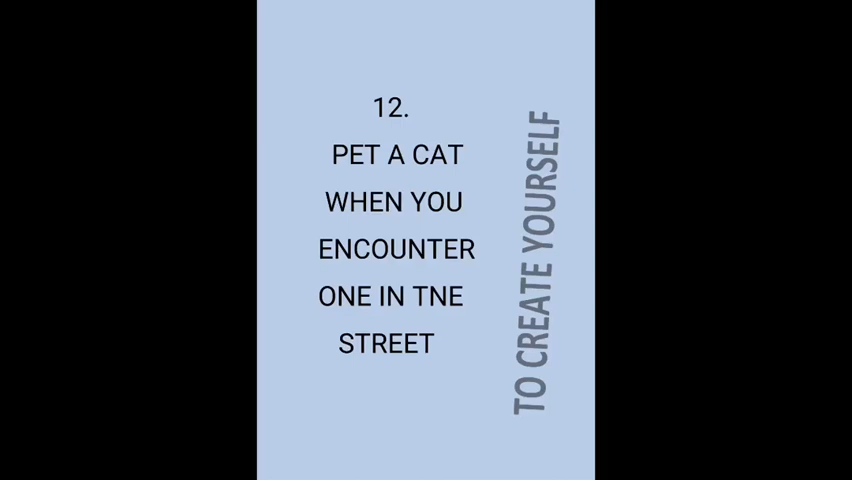 12.
PET A CAT
WHEN YOU
ENCOUNTER
ONE IN TNE
STREET
TO CREATE YOURSELF